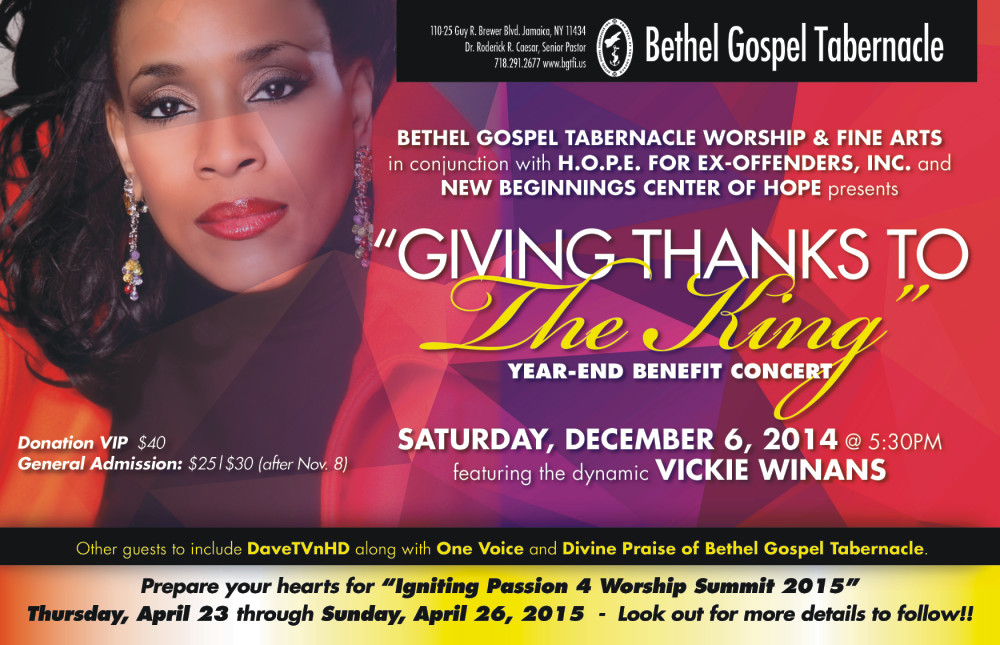 110-25 Guy R. Brewer Blvd. Jamaica, NY 11434
Dr. Roderick R. Caesar, Senior Pastor
718.291.2677 www.bgtfi.us
Bethel Gospel Tabernacle
BETHEL GOSPEL TABERNACLE WORSHIP & FINE ARTS
in conjunction with H.O.P.E. FOR EX-OFFENDERS, INC. and
NEW BEGINNINGS CENTER OF HOPE presents
“GIVING THANKS TO
The King”
YEAR-END BENEFIT CONCERT
Donation VIP $40
General Admission: $25|$30 (after Nov. 8)
SATURDAY, DECEMBER 6, 2014 @ 5:30PM
featuring the dynamic VICKIE WINANS
Other guests to include DaveTVnHD along with One Voice and Divine Praise of Bethel Gospel Tabernacle.
Prepare your hearts for “Igniting Passion 4 Worship Summit 2015”
Thursday, April 23 through Sunday, April 26, 2015 - Look out for more details to follow!!